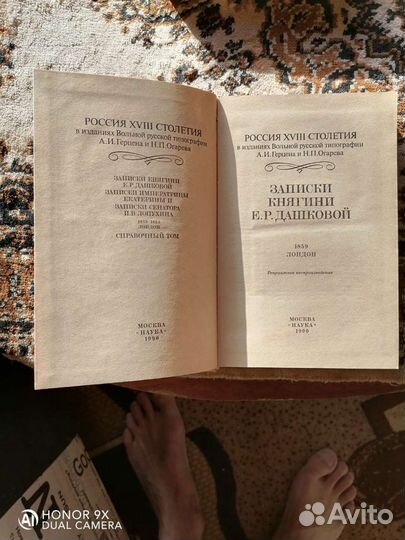 РОССИЯ XVIII СТОЛЕТИЯ
в изданиях Вольной русской типографии
А.И.Герцена и Н.П.Огарева
ЗАПИСКИ КНЯГИНИ
Е.Р.ДАШКОВОЙ
ЗАПИСКИ ИМПЕРАТРИЦЫ
ЕКАТЕРИНЫ II
ЗАПИСКИ СЕНАТОРА
И.В.ЛОПУХИНА
ЛОНДОН
СПРАВОЧНЫЙ ТОМ
МОСКВА
«НАУКА»
1990
РОССИЯ XVIII СТОЛЕТИЯ
в изданиях Вольной русской типографии
А.И.Герцена и Н.П.Огарева
ЗАПИСКИ
КНЯГИНИ
Е.Р.ДАШКОВОЙ
1859
ЛОНДОН
Репринтное воспроизведение
МОСКВА
«НАУКА»
1990
HONOR 9X
DUAL CAMERA
Avito